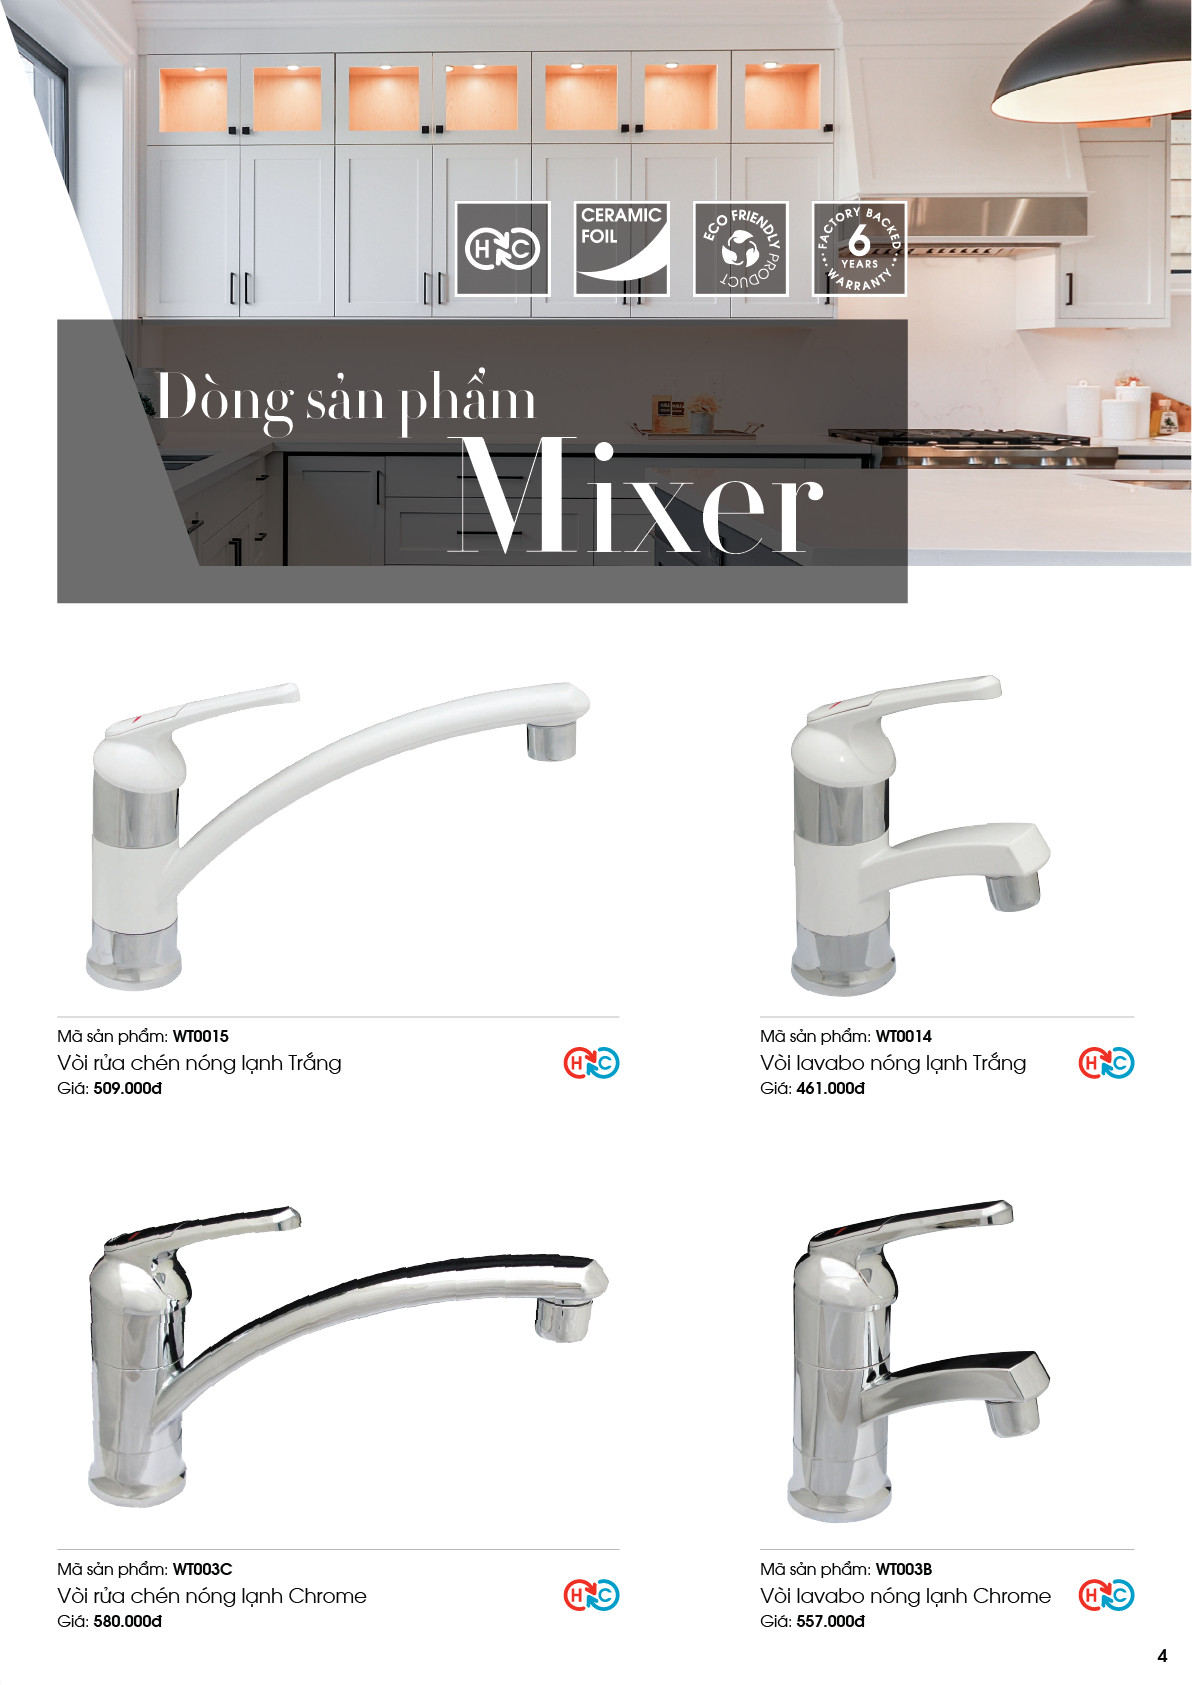 H C
CERAMIC
FOIL
ECO FRIENDLY PRODUCT
FACTORY BACKED
6
YEARS
WARRANTY
Dòng sản phẩm
Mixer
Mã sản phẩm: WT0015
Vòi rửa chén nóng lạnh Trắng
Giá: 509.000đ
H C
Mã sản phẩm: WT0014
Vòi lavabo nóng lạnh Trắng
Giá: 461.000đ
H C
Mã sản phẩm: WT003C
Vòi rửa chén nóng lạnh Chrome
Giá: 580.000đ
H C
Mã sản phẩm: WT003B
Vòi lavabo nóng lạnh Chrome
Giá: 557.000đ
H C
4